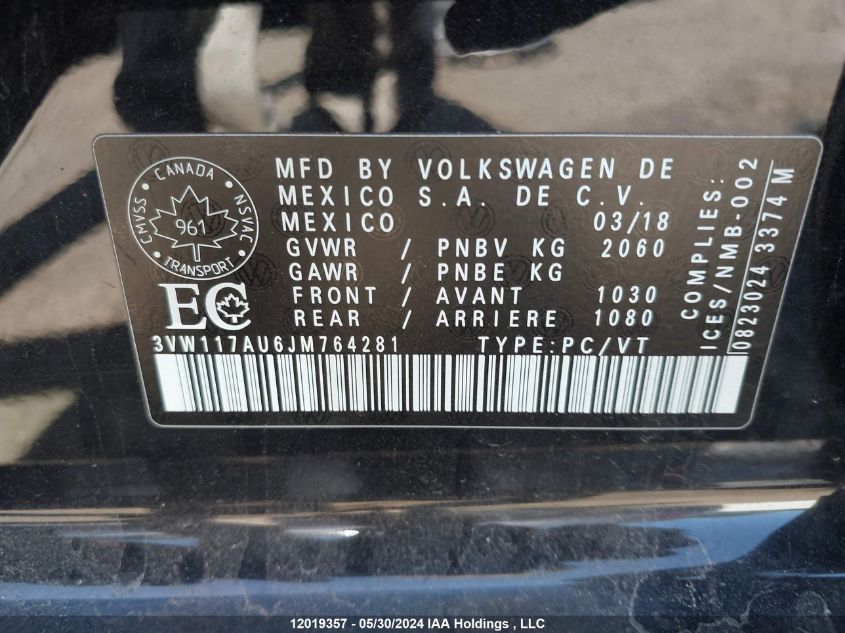 CANADA
CMVSS
NSVAC
961
TRANSPORT
EC
MFD BY VOLKSWAGEN DE
MEXICO S.A. DE C.V.
MEXICO 03/18
GVWR / PNBV KG 2060
GAWR / PNBE KG
FRONT / AVANT 1030
REAR / ARRIERE 1080
3VW117AU6JM764281 TYPE:PC/VT
COMPLIES:
ICES/NMB-002
0823024 3374 M
12019357 - 05/30/2024 IAA Holdings , LLC